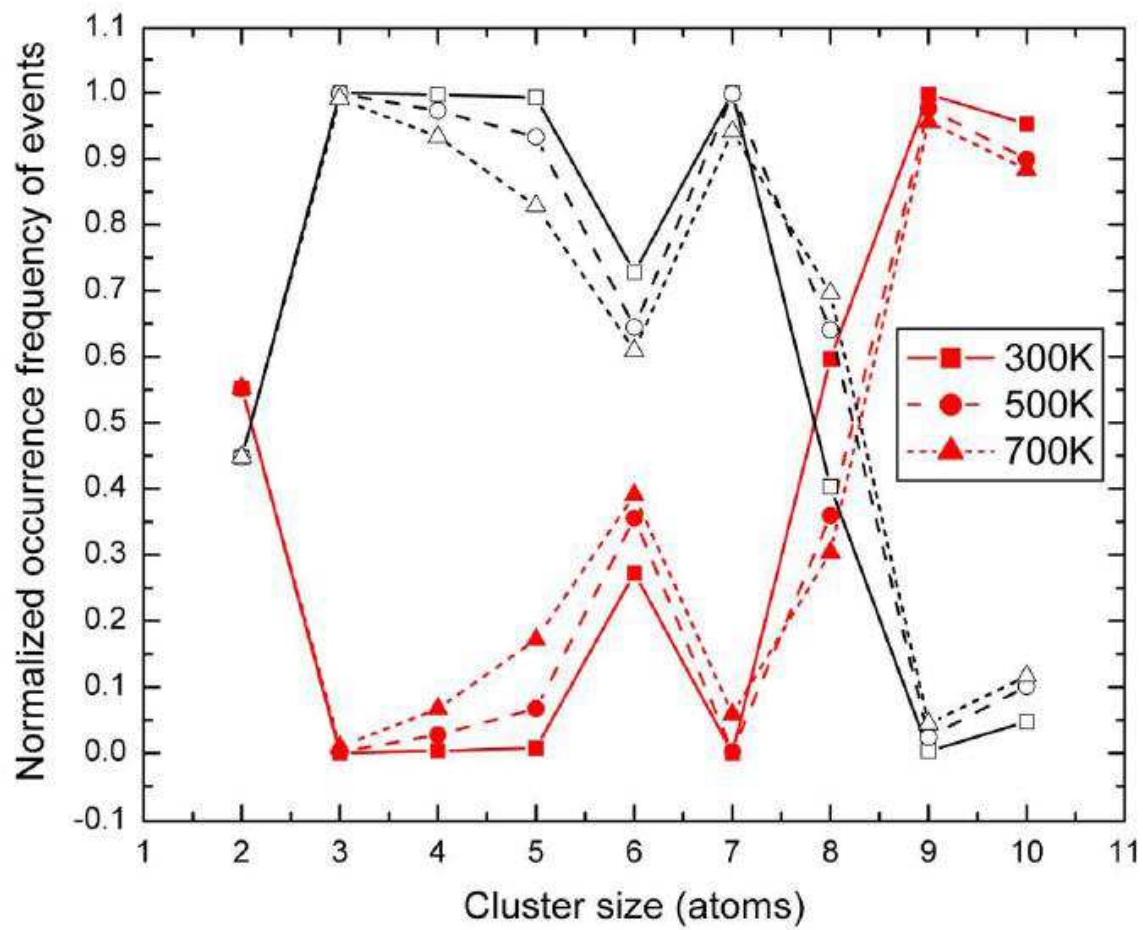 Normalized occurrence frequency of events
1.1
1.0
0.9
0.8
0.7
0.6
0.5
0.4
0.3
0.2
0.1
0.0
-0.1
300K
500K
700K
1 2 3 4 5 6 7 8 9 10 11
Cluster size (atoms)